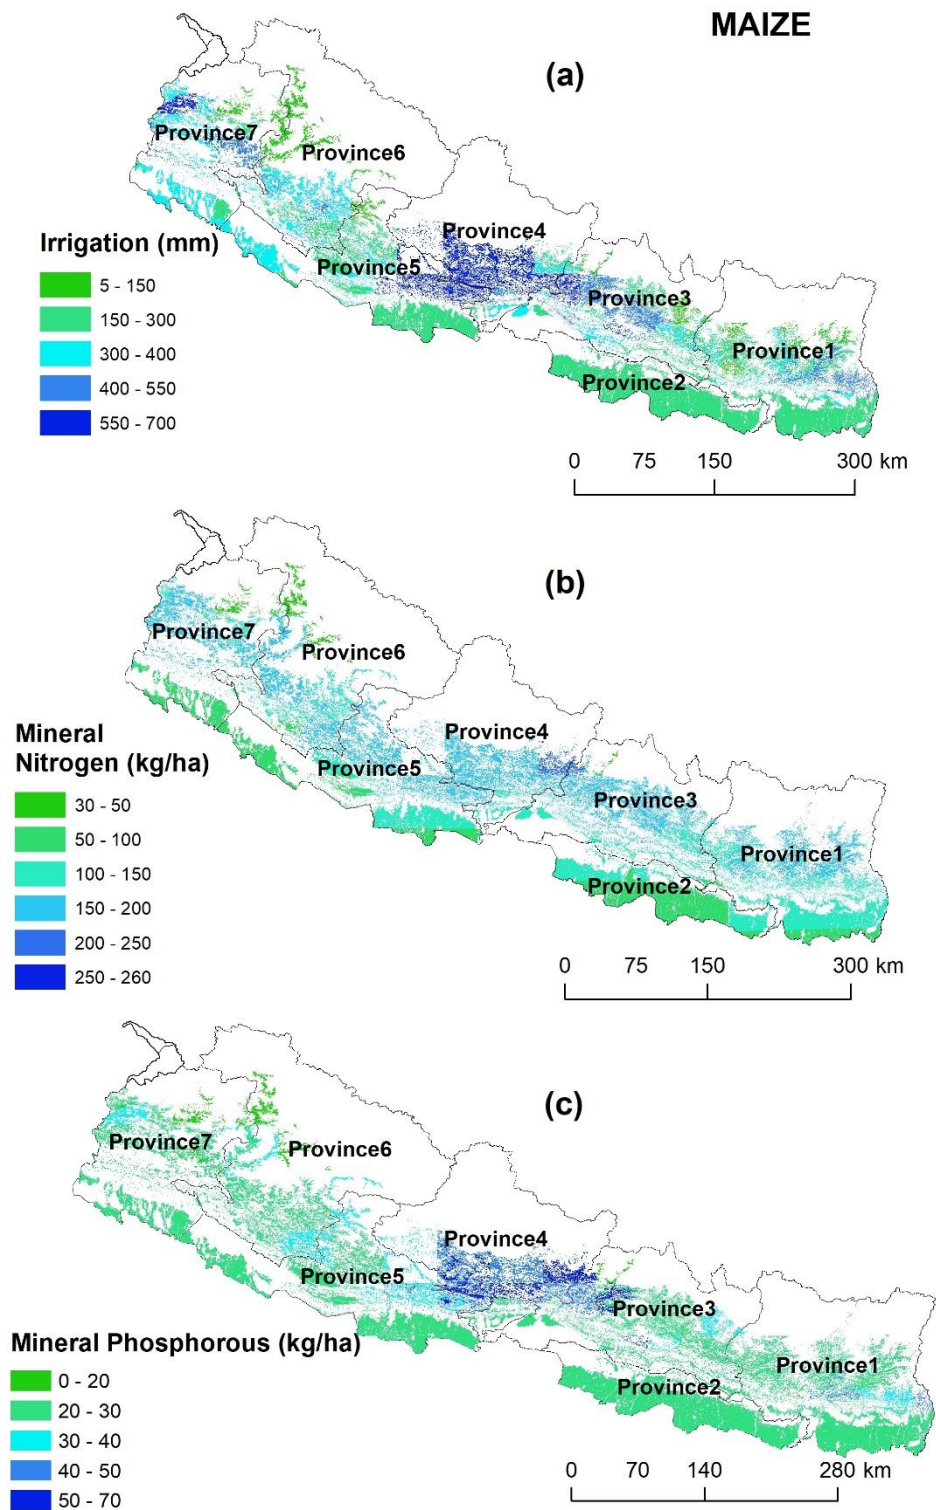 MAIZE
(a)
Province7
Province6
Province4
Province5
Province3
Province1
Province2
Irrigation (mm)
5 - 150
150 - 300
300 - 400
400 - 550
550 - 700
0 75 150 300 km
(b)
Province7
Province6
Province4
Province5
Province3
Province1
Province2
Mineral
Nitrogen (kg/ha)
30 - 50
50 - 100
100 - 150
150 - 200
200 - 250
250 - 260
0 75 150 300 km
(c)
Province7
Province6
Province4
Province5
Province3
Province1
Province2
Mineral Phosphorous (kg/ha)
0 - 20
20 - 30
30 - 40
40 - 50
50 - 70
0 70 140 280 km